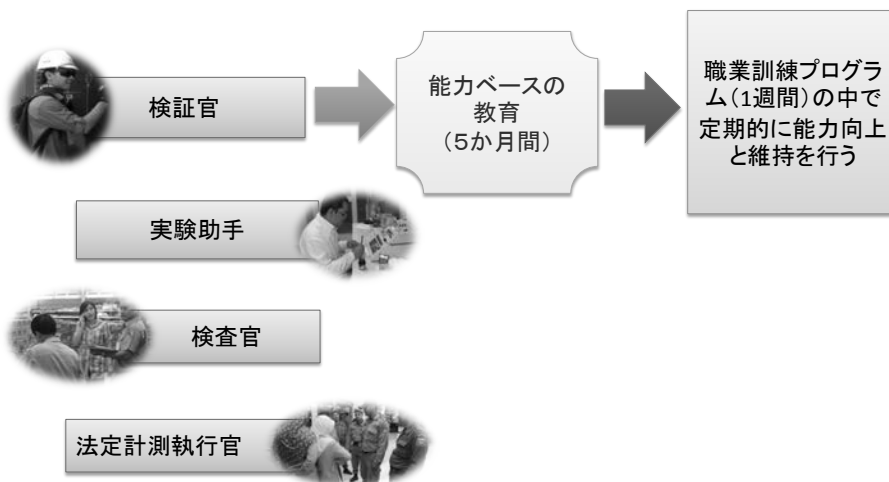 検証官
能力ベースの
教育
（5か月間）
職業訓練プログラ
ム（1週間）の中で
定期的に能力向上
と維持を行う
実験助手
検査官
法定計測執行官